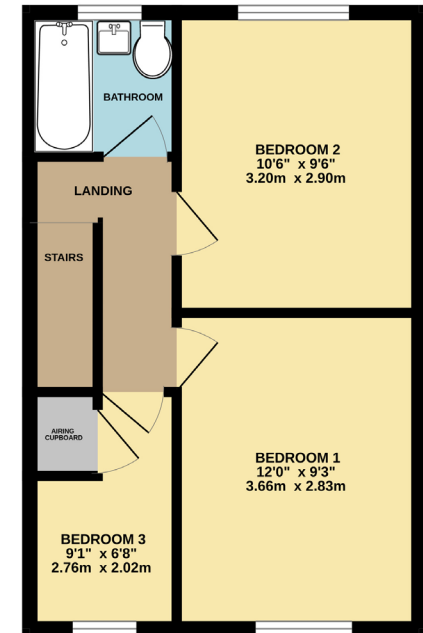 BATHROOM
BEDROOM 2
10'6" x 9'6"
3.20m x 2.90m
LANDING
STAIRS
AIRING
CUPBOARD
BEDROOM 1
12'0" x 9'3"
3.66m x 2.83m
BEDROOM 3
9'1" x 6'8"
2.76m x 2.02m